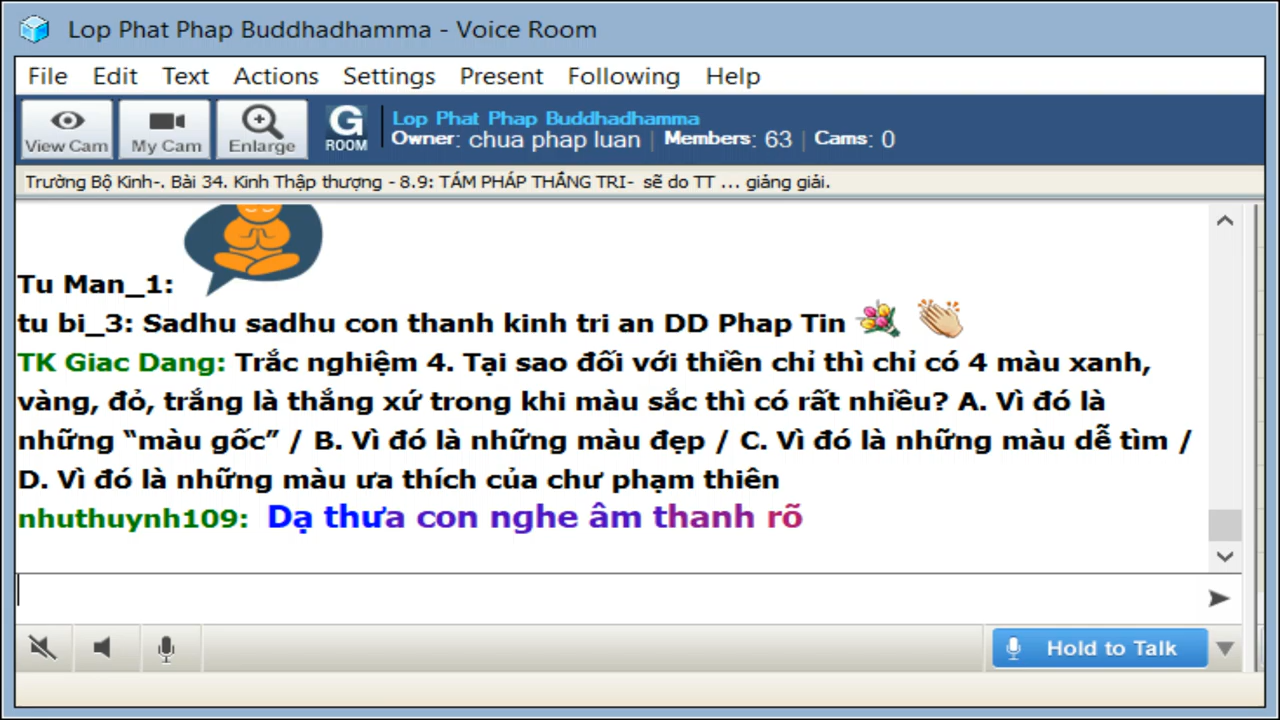 Lop Phat Phap Buddhadhamma - Voice Room
File Edit Text Actions Settings Present Following Help
View Cam My Cam Enlarge G ROOM
Lop Phat Phap Buddhadhamma
Owner: chua phap luan | Members: 63 | Cams: 0
Trường Bộ Kinh-. Bài 34. Kinh Thập thượng - 8.9: TÁM PHÁP THẮNG TRI- sẽ do TT ... giảng giải.
Tu Man_1:
tu bi_3: Sadhu sadhu con thanh kinh tri an DD Phap Tin
TK Giac Dang: Trắc nghiệm 4. Tại sao đối với thiền chỉ thì chỉ có 4 màu xanh,
vàng, đỏ, trắng là thắng xứ trong khi màu sắc thì có rất nhiều? A. Vì đó là
những “màu gốc” / B. Vì đó là những màu đẹp / C. Vì đó là những màu dễ tìm /
D. Vì đó là những màu ưa thích của chư phạm thiên
nhuthuynh109: Dạ thưa con nghe âm thanh rõ
Hold to Talk